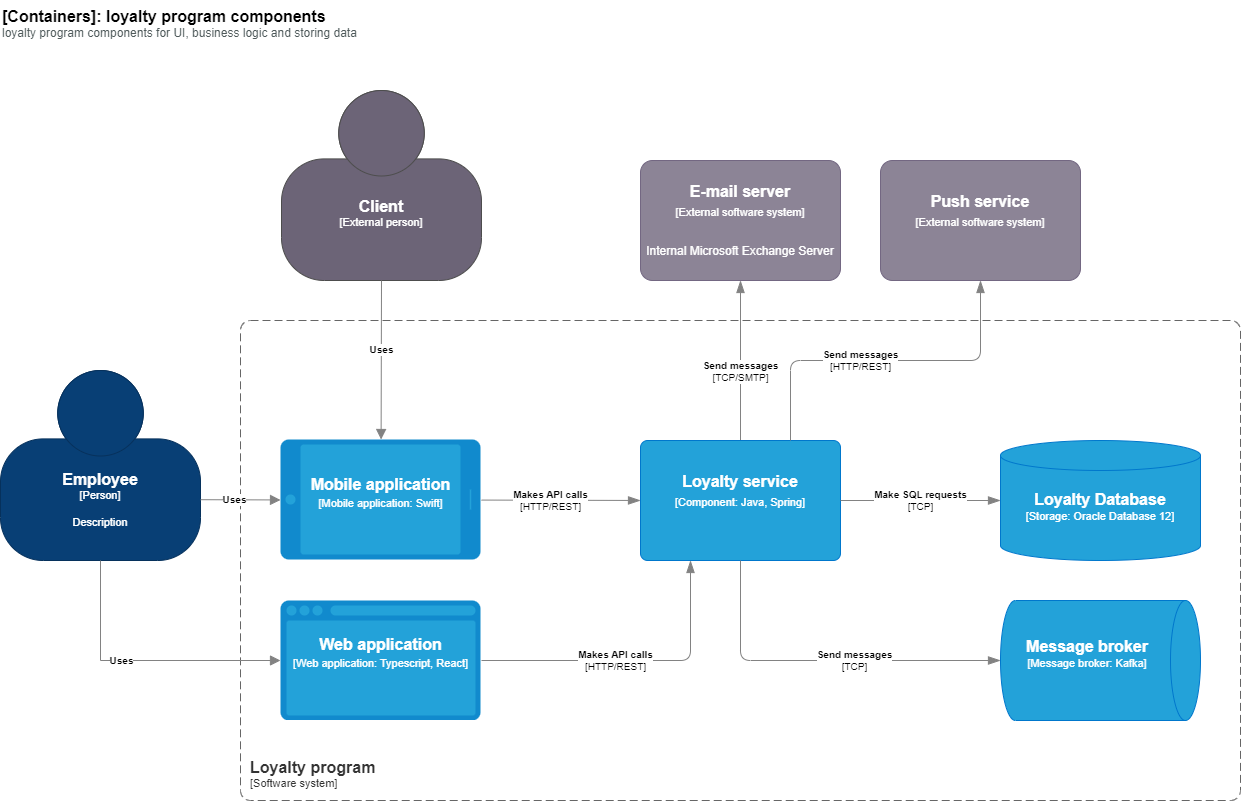 [Containers]: loyalty program components
loyalty program components for UI, business logic and storing data
Client
[External person]
E-mail server
[External software system]
Internal Microsoft Exchange Server
Push service
[External software system]
Uses
Send messages
[TCP/SMTP]
Send messages
[HTTP/REST]
Employee
[Person]
Description
Uses
Mobile application
[Mobile application: Swift]
Makes API calls
[HTTP/REST]
Loyalty service
[Component: Java, Spring]
Make SQL requests
[TCP]
Loyalty Database
[Storage: Oracle Database 12]
Uses
Web application
[Web application: Typescript, React]
Makes API calls
[HTTP/REST]
Send messages
[TCP]
Message broker
[Message broker: Kafka]
Loyalty program
[Software system]